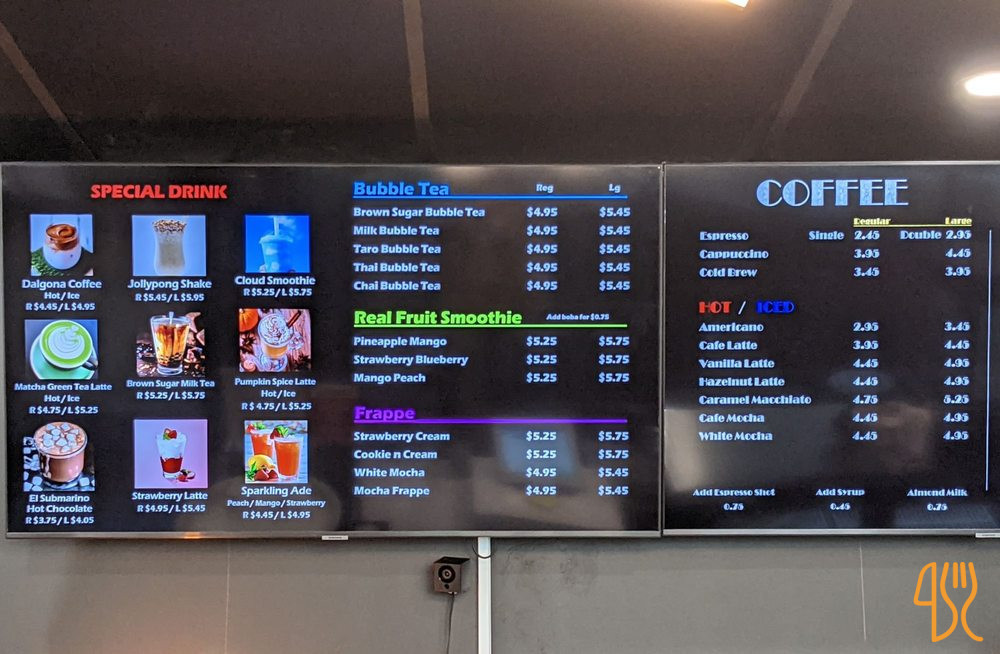 SPECIAL DRINK
Dalgona Coffee
Hot / Ice
R $4.45 / L $4.95
Jollypong Shake
R $5.45 / L $5.95
Cloud Smoothie
R $5.25 / L $5.75
Matcha Green Tea Latte
Hot / Ice
R $4.75 / L $5.25
Brown Sugar Milk Tea
R $5.25 / L $5.75
Pumpkin Spice Latte
Hot / Ice
R $4.75 / L $5.25
El Submarino
Hot Chocolate
R $3.75 / L $4.05
Strawberry Latte
R $4.95 / L $5.45
Sparkling Ade
Peach / Mango / Strawberry
R $4.45 / L $4.95
Bubble Tea Reg Lg
Brown Sugar Bubble Tea $4.95 $5.45
Milk Bubble Tea $4.95 $5.45
Taro Bubble Tea $4.95 $5.45
Thai Bubble Tea $4.95 $5.45
Chai Bubble Tea $4.95 $5.45
Real Fruit Smoothie Add boba for $0.75
Pineapple Mango $5.25 $5.75
Strawberry Blueberry $5.25 $5.75
Mango Peach $5.25 $5.75
Frappe
Strawberry Cream $5.25 $5.75
Cookie n Cream $5.25 $5.75
White Mocha $4.95 $5.45
Mocha Frappe $4.95 $5.45
COFFEE
Regular Large
Espresso Single 2.45 Double 2.95
Cappuccino 3.95 4.45
Cold Brew 3.45 3.95
HOT / ICED
Americano 2.95 3.45
Cafe Latte 3.95 4.45
Vanilla Latte 4.45 4.95
Hazelnut Latte 4.45 4.95
Caramel Macchiato 4.75 5.25
Cafe Mocha 4.45 4.95
White Mocha 4.45 4.95
Add Espresso Shot Add Syrup Almond Milk
0.75 0.45 0.75